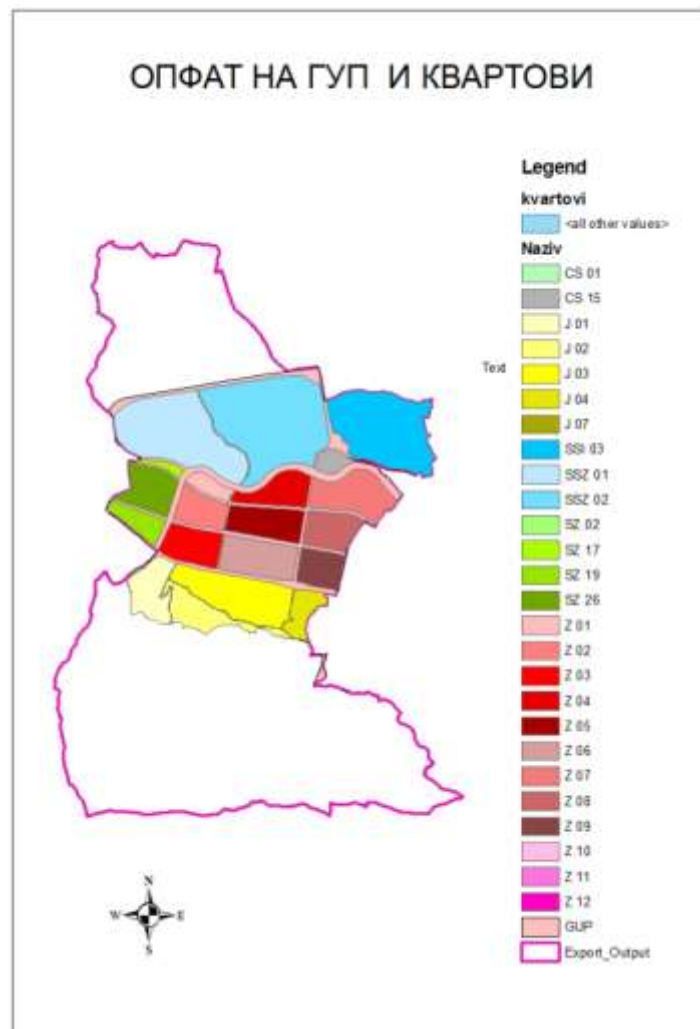 ОПФАТ НА ГУП И КВАРТОВИ
Legend
kvartovi
<all other values>
Naziv
CS 01
CS 15
J 01
J 02
Text
J 03
J 04
J 07
SSI 03
SSZ 01
SSZ 02
SZ 02
SZ 17
SZ 19
SZ 26
Z 01
Z 02
Z 03
Z 04
Z 05
Z 06
Z 07
Z 08
Z 09
Z 10
Z 11
Z 12
GUP
Export_Output
N
W E
S